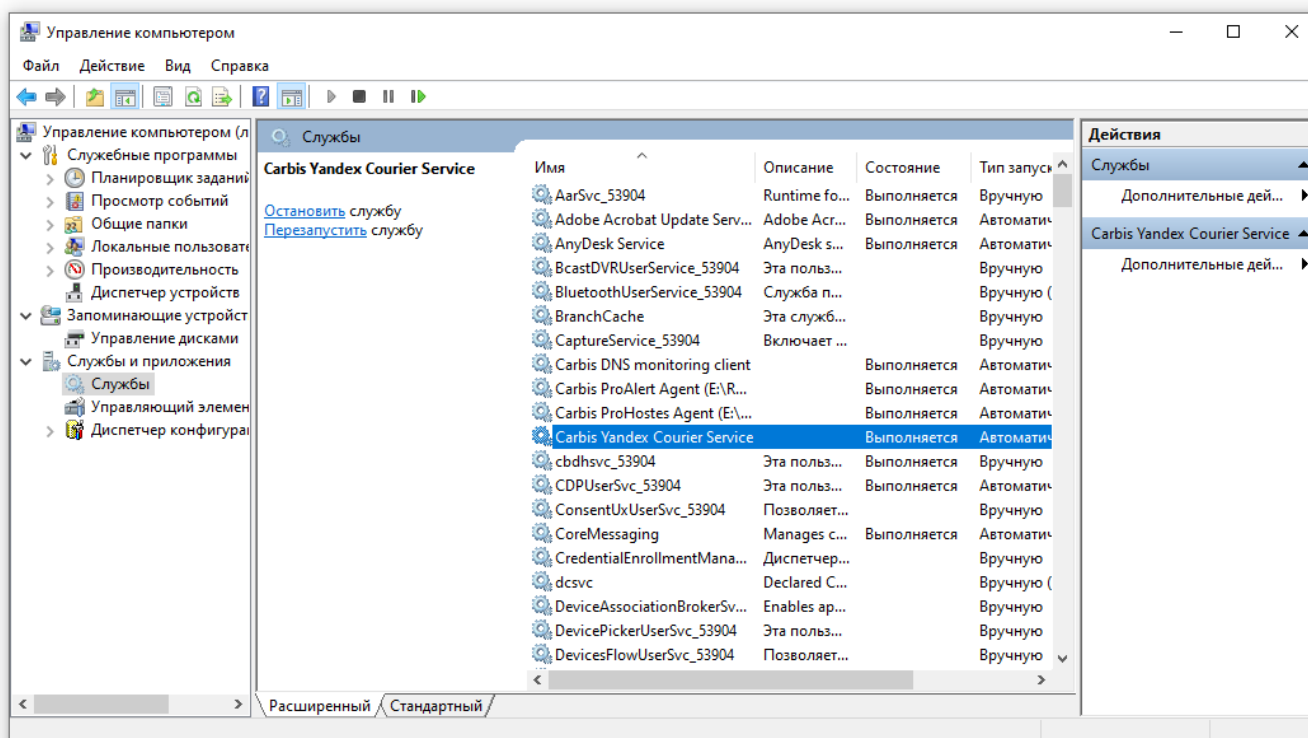 Управление компьютером
Файл Действие Вид Справка
Управление компьютером (л
Служебные программы
Планировщик заданий
Просмотр событий
Общие папки
Локальные пользовате
Производительность
Диспетчер устройств
Запоминающие устройст
Управление дисками
Службы и приложения
Службы
Управляющий элемен
Диспетчер конфигура
Службы
Carbis Yandex Courier Service
Остановить службу
Перезапустить службу
Имя Описание Состояние Тип запуск
AarSvc_53904 Runtime fo... Выполняется Вручную
Adobe Acrobat Update Serv... Adobe Acr... Выполняется Автоматич
AnyDesk Service AnyDesk s... Выполняется Автоматич
BcastDVRUserService_53904 Эта польз... Вручную
BluetoothUserService_53904 Служба п... Вручную (
BranchCache Эта служб... Вручную
CaptureService_53904 Включает ... Вручную
Carbis DNS monitoring client Выполняется Автоматич
Carbis ProAlert Agent (E:\R... Выполняется Автоматич
Carbis ProHostes Agent (E:\... Выполняется Автоматич
Carbis Yandex Courier Service Выполняется Автоматич
cbdhsvc_53904 Эта польз... Выполняется Вручную
CDPUserSvc_53904 Эта польз... Выполняется Автоматич
ConsentUxUserSvc_53904 Позволяет... Вручную
CoreMessaging Manages c... Выполняется Автоматич
CredentialEnrollmentMana... Диспетчер... Вручную
dcsvc Declared C... Вручную (
DeviceAssociationBrokerSv... Enables ap... Вручную
DevicePickerUserSvc_53904 Эта польз... Вручную
DevicesFlowUserSvc_53904 Позволяет... Вручную
Расширенный Стандартный
Действия
Службы
Дополнительные дей...
Carbis Yandex Courier Service
Дополнительные дей...